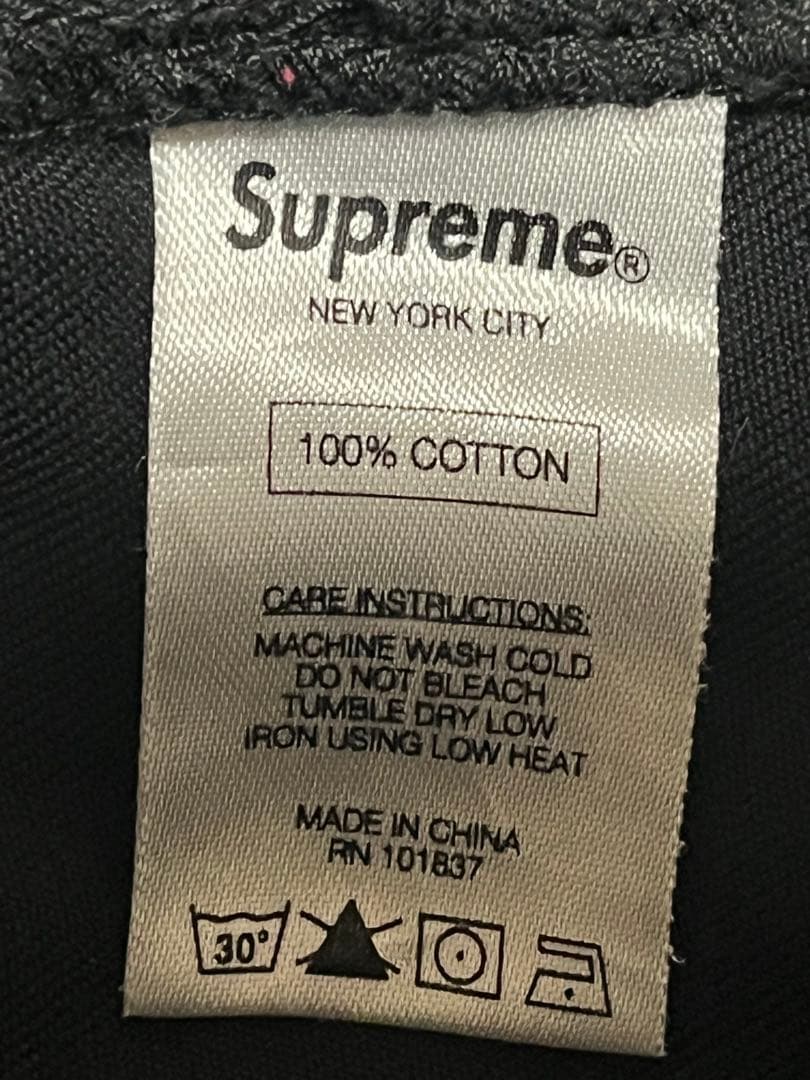 Supreme®
NEW YORK CITY
100% COTTON
CARE INSTRUCTIONS:
MACHINE WASH COLD
DO NOT BLEACH
TUMBLE DRY LOW
IRON USING LOW HEAT
MADE IN CHINA
RN 101837
30°